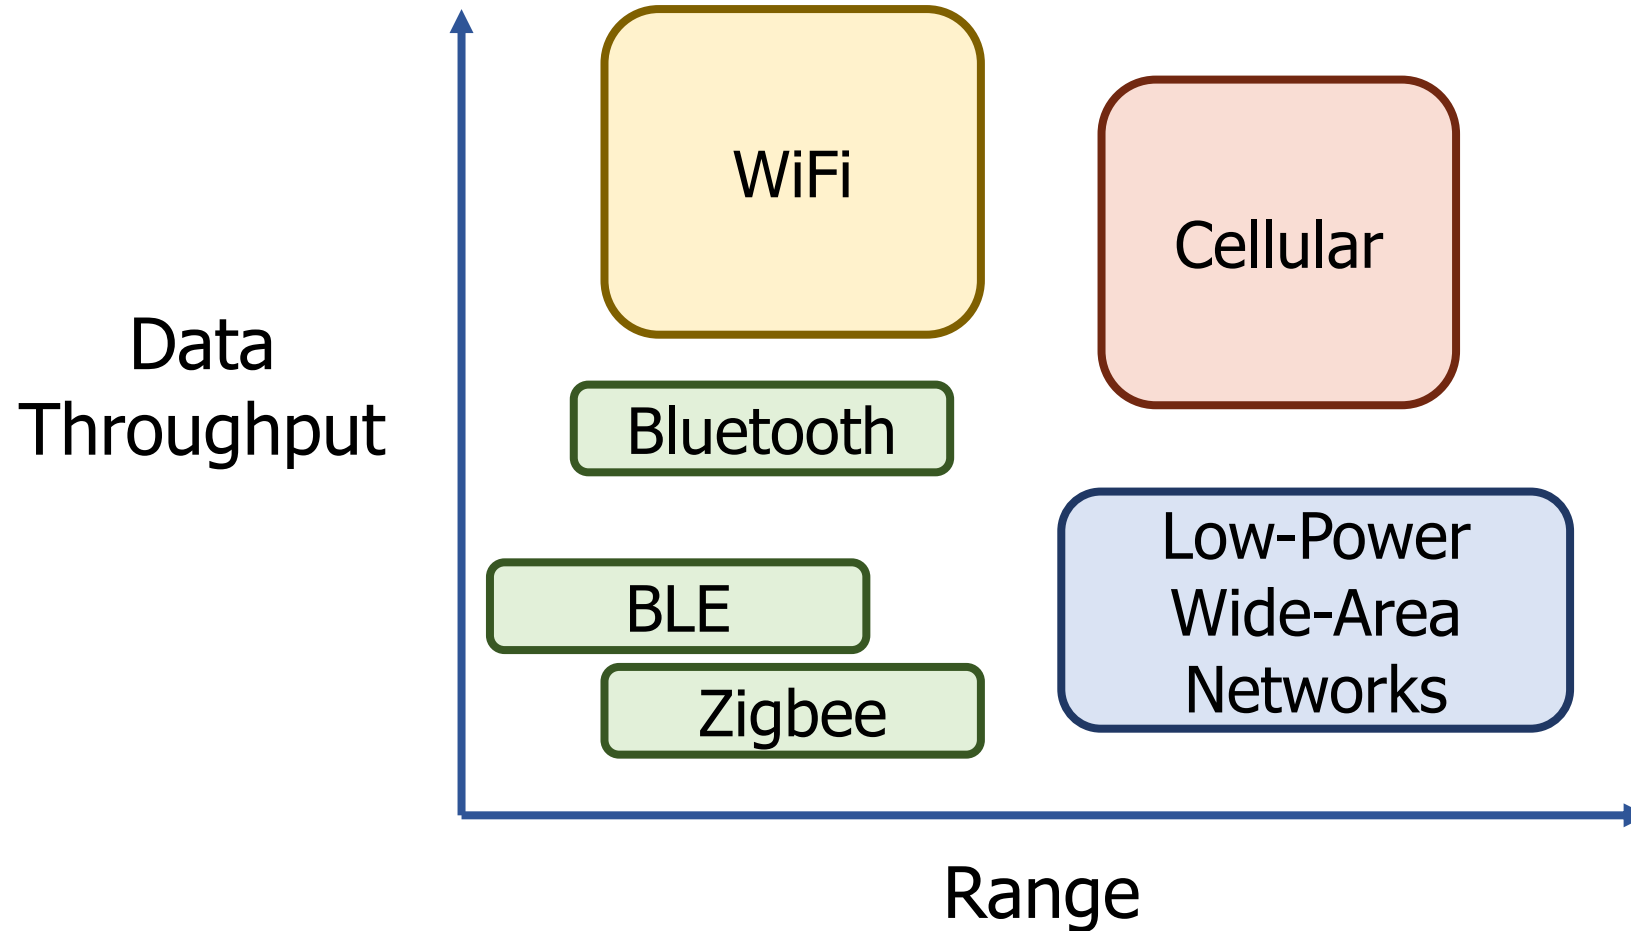 WiFi
Cellular
Data
Throughput
Bluetooth
Low-Power
Wide-Area
Networks
BLE
Zigbee
Range